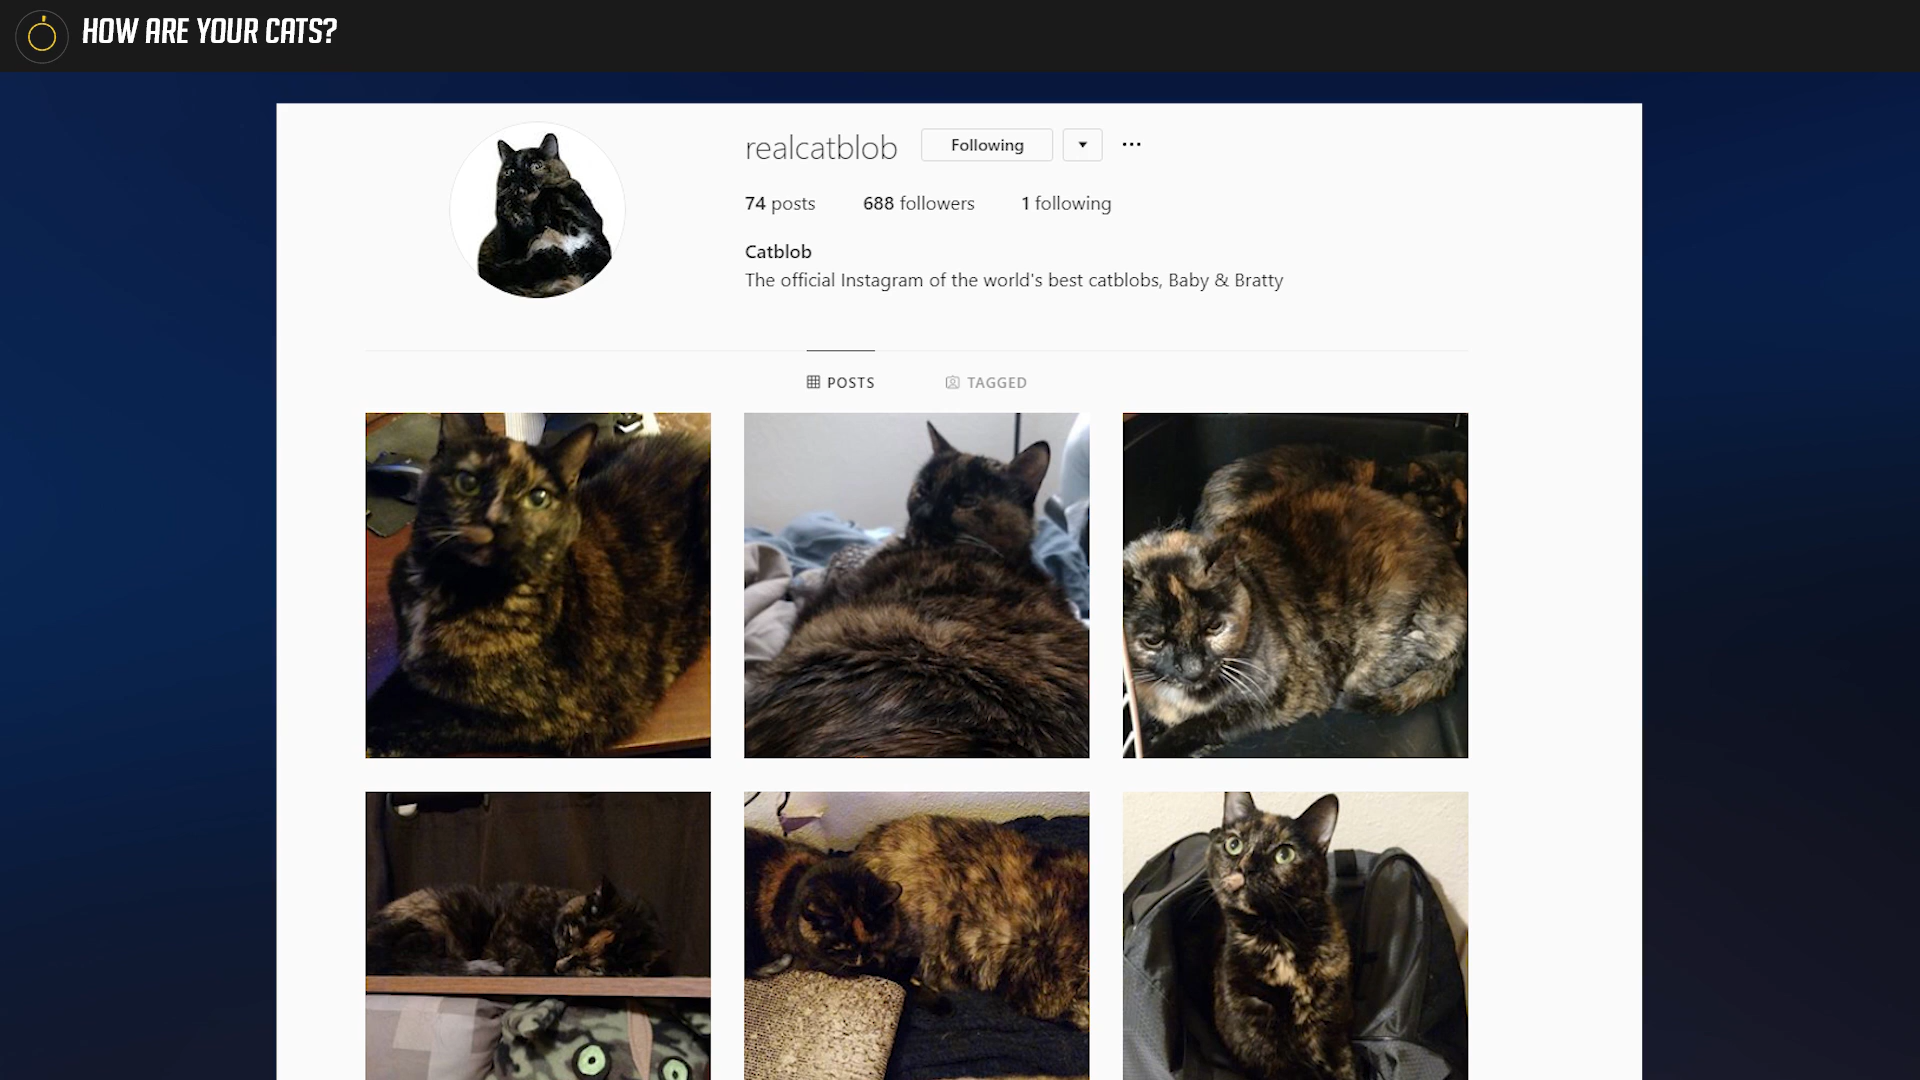 HOW ARE YOUR CATS?
realcatblob Following
74 posts 688 followers 1 following
Catblob
The official Instagram of the world's best catblobs, Baby & Bratty
POSTS TAGGED